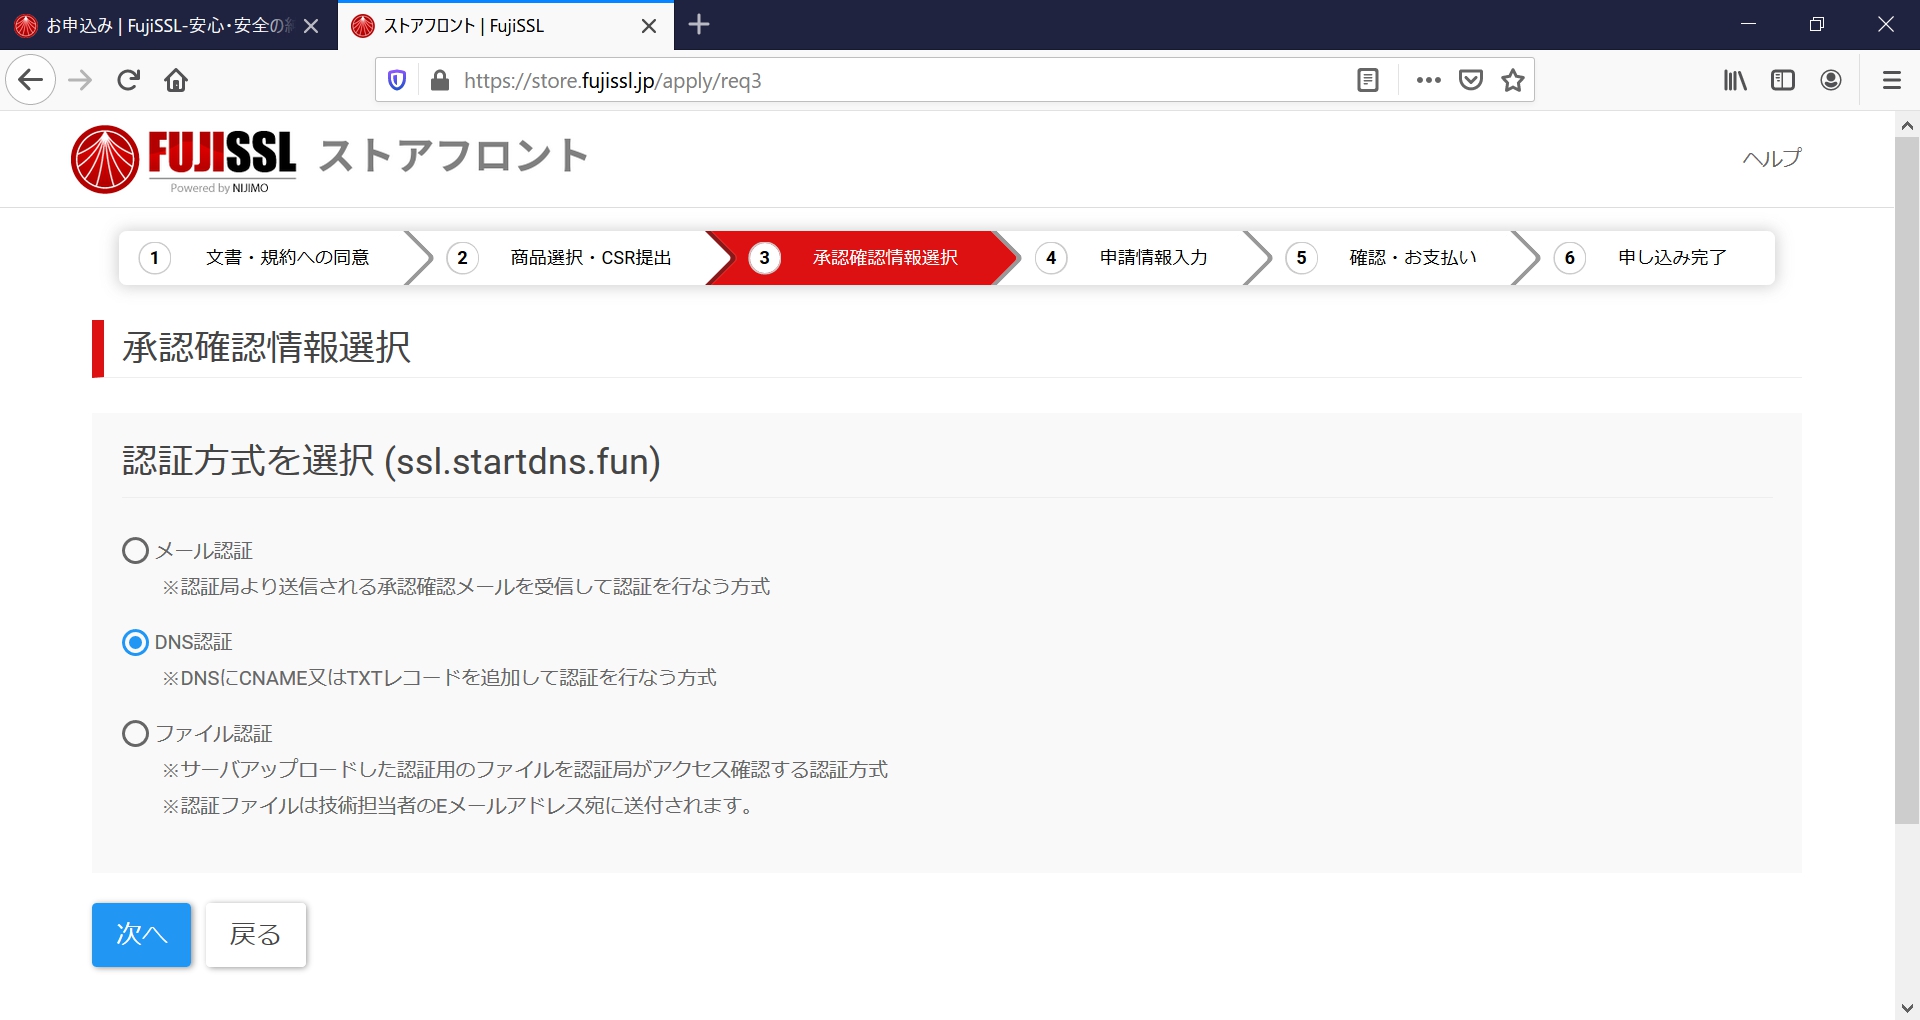 お申込み | FujiSSL-安心・安全の
ストアフロント | FujiSSL
https://store.fujissl.jp/apply/req3
FUJISSL ストアフロント
Powered by NIJIMO
ヘルプ
1 文書・規約への同意
2 商品選択・CSR提出
3 承認確認情報選択
4 申請情報入力
5 確認・お支払い
6 申し込み完了
承認確認情報選択
認証方式を選択 (ssl.startdns.fun)
メール認証
※認証局より送信される承認確認メールを受信して認証を行なう方式
DNS認証
※DNSにCNAME又はTXTレコードを追加して認証を行なう方式
ファイル認証
※サーバアップロードした認証用のファイルを認証局がアクセス確認する認証方式
※認証ファイルは技術担当者のEメールアドレス宛に送付されます。
次へ
戻る